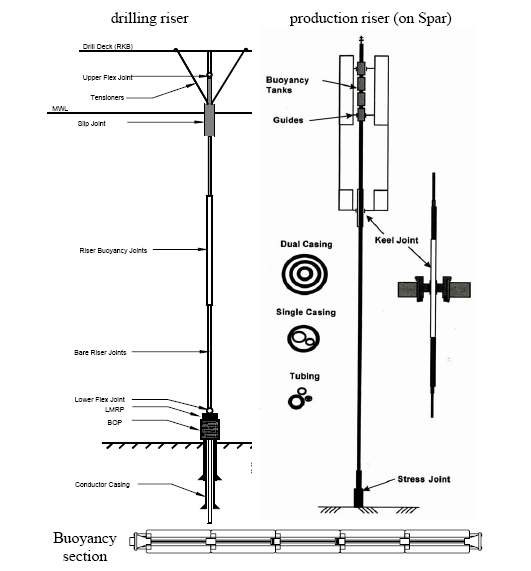 drilling riser
production riser (on Spar)
Drill Deck (RKB)
Upper Flex Joint
Tensioners
MWL
Slip Joint
Riser Buoyancy Joints
Bare Riser Joints
Lower Flex Joint
LMRP
BOP
Conductor Casing
Buoyancy
Tanks
Guides
Keel Joint
Dual Casing
Single Casing
Tubing
Stress Joint
Buoyancy
section